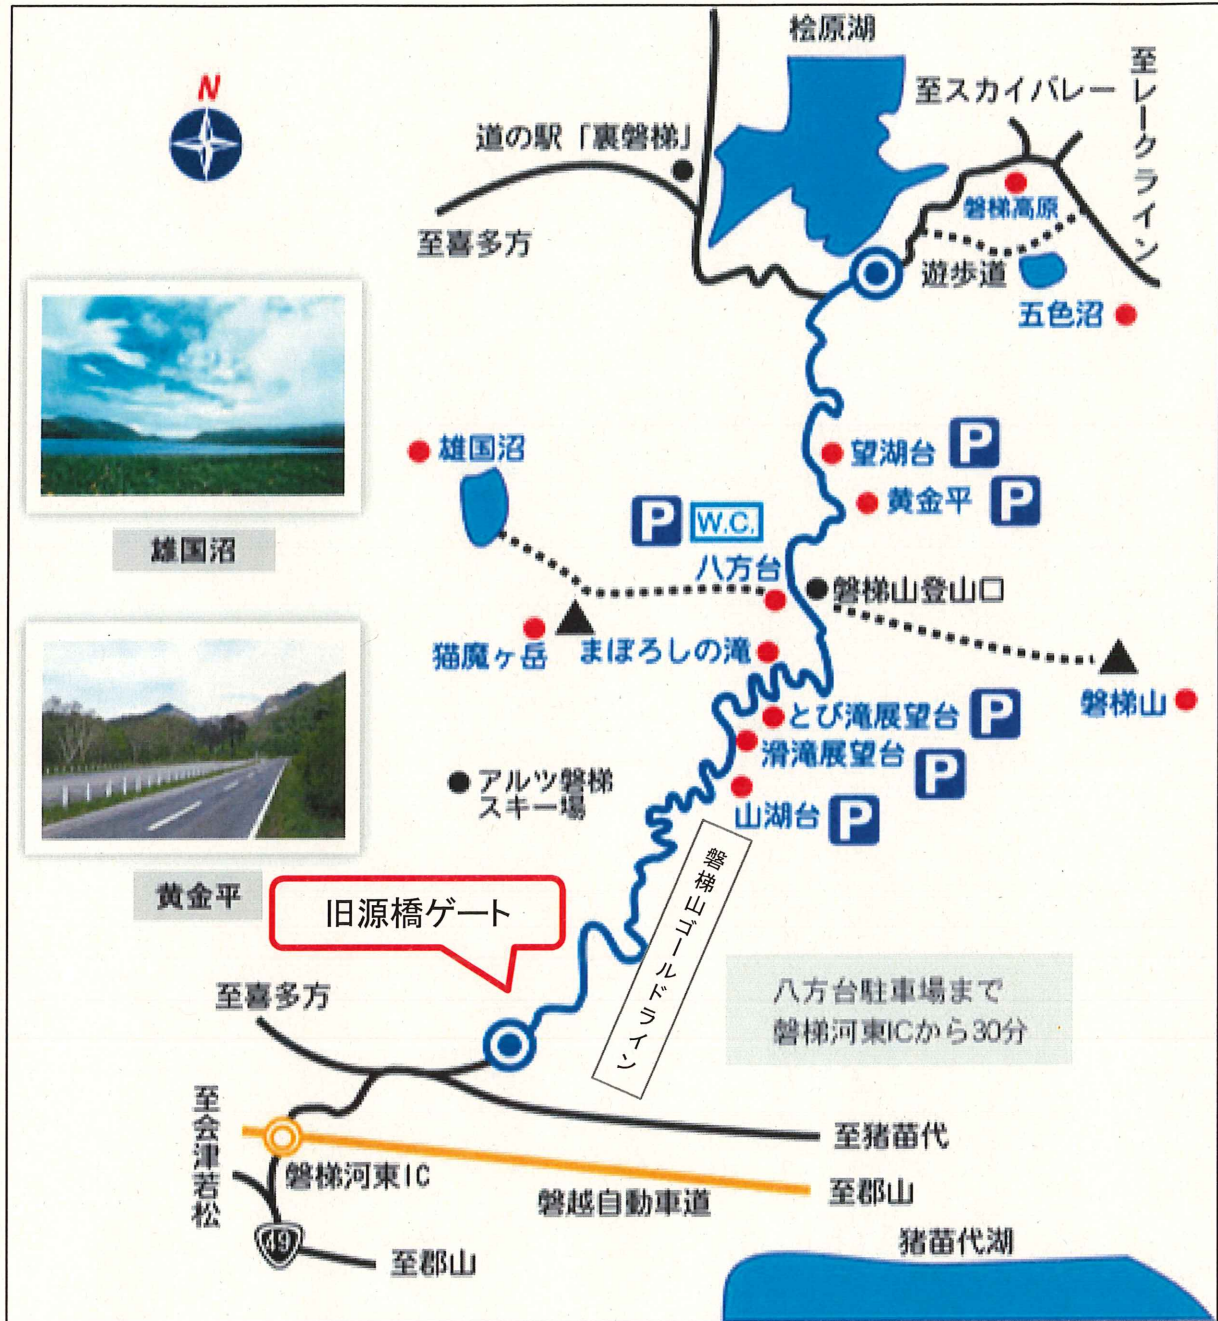 桧原湖
N
至スカイバレー
至レークライン
道の駅「裏磐梯」
磐梯高原
至喜多方
遊歩道
五色沼
雄国沼
望湖台 P
黄金平 P
P W.C.
八方台
雄国沼
磐梯山登山口
猫魔ヶ岳
まぼろしの滝
磐梯山
とび滝展望台 P
滑滝展望台 P
アルツ磐梯
スキー場
山湖台 P
黄金平
旧源橋ゲート
磐梯山ゴールドライン
八方台駐車場まで
磐梯河東ICから30分
至喜多方
至会津若松
至猪苗代
磐梯河東IC
磐越自動車道
至郡山
49
至郡山
猪苗代湖